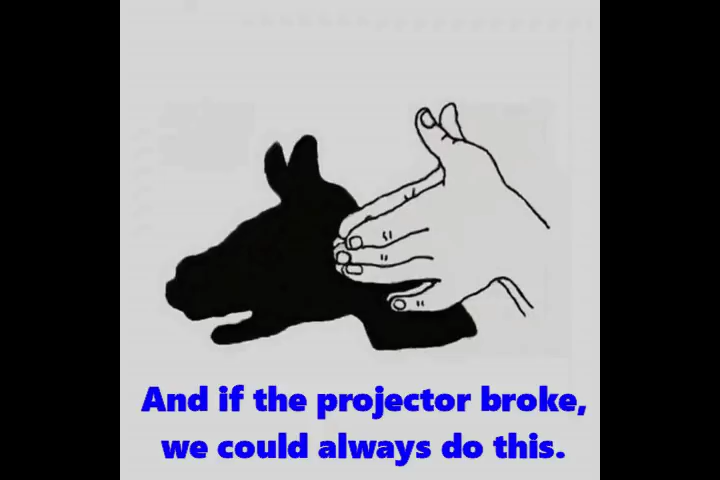 And if the projector broke,
we could always do this.